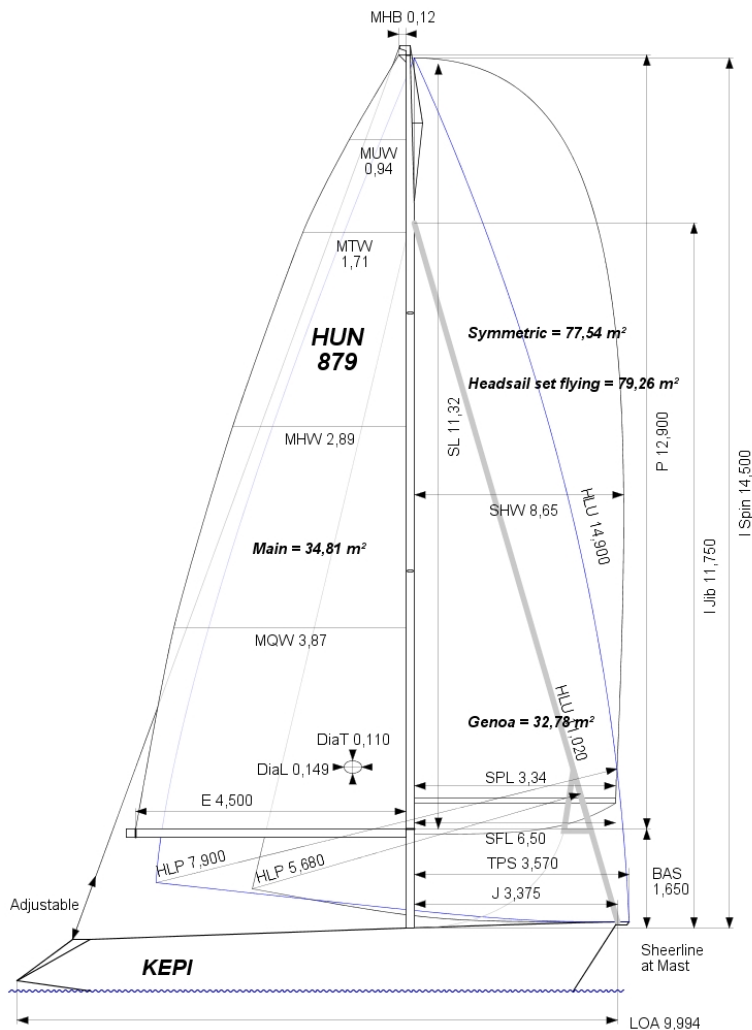 MHB 0,12
MUW
0,94
MTW
1,71
HUN
879
Symmetric = 77,54 m²
Headsail set flying = 79,26 m²
SL 11,32
P 12,900
I Spin 14,500
MHW 2,89
SHW 8,65
HLU 14,900
Main = 34,81 m²
I Jib 11,750
MQW 3,87
Genoa = 32,78 m²
DiaT 0,110
DiaL 0,149
SPL 3,34
E 4,500
SFL 6,50
HLP 7,900
HLP 5,680
TPS 3,570
BAS
1,650
J 3,375
Adjustable
Sheerline
at Mast
KEPI
LOA 9,994